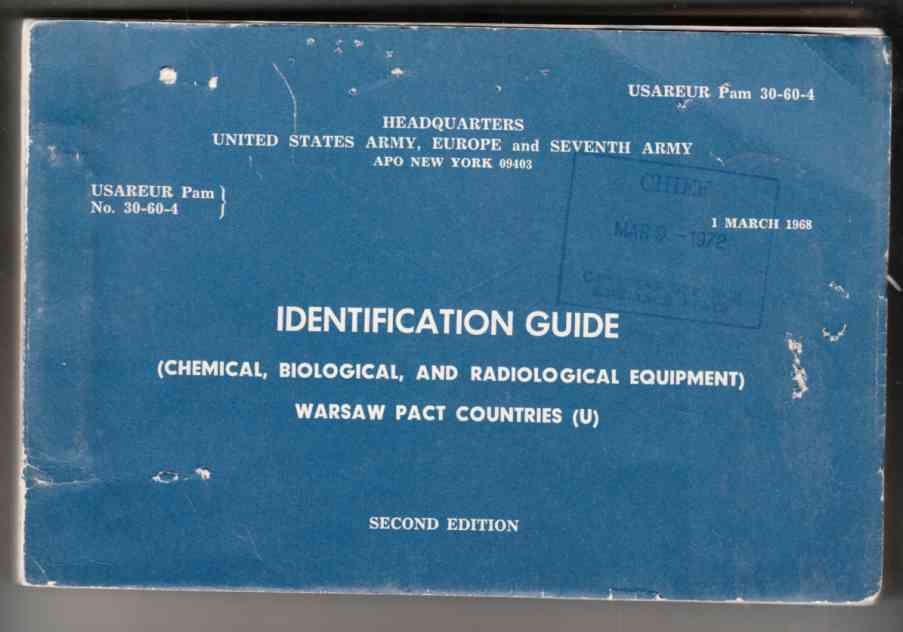 USAREUR Pam 30-60-4
HEADQUARTERS
UNITED STATES ARMY, EUROPE and SEVENTH ARMY
APO NEW YORK 09403
USAREUR Pam
No. 30-60-4
}
1 MARCH 1968
CHIEF
MAR 9 - 1972
IDENTIFICATION GUIDE
(CHEMICAL, BIOLOGICAL, AND RADIOLOGICAL EQUIPMENT)
WARSAW PACT COUNTRIES (U)
SECOND EDITION